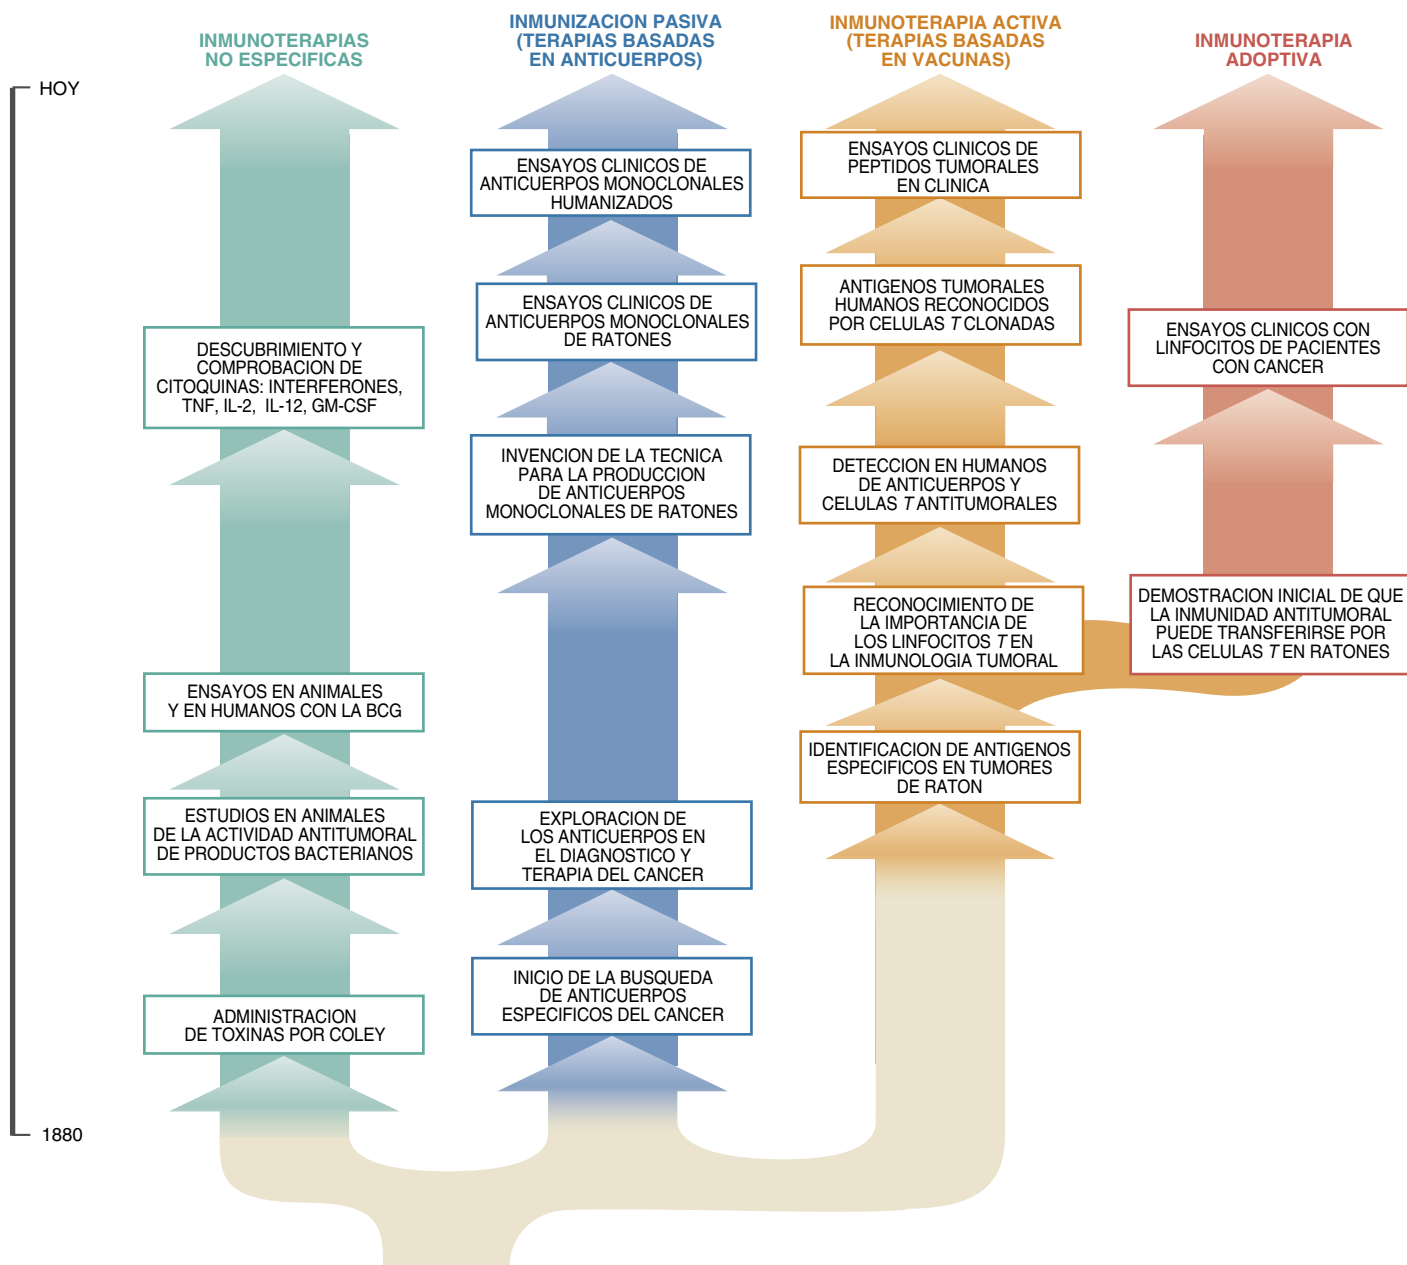 INMUNOTERAPIAS
NO ESPECIFICAS
INMUNIZACION PASIVA
(TERAPIAS BASADAS
EN ANTICUERPOS)
INMUNOTERAPIA ACTIVA
(TERAPIAS BASADAS
EN VACUNAS)
INMUNOTERAPIA
ADOPTIVA
HOY
1880
DESCUBRIMIENTO Y
COMPROBACION DE
CITOQUINAS: INTERFERONES,
TNF, IL-2, IL-12, GM-CSF
ENSAYOS EN ANIMALES
Y EN HUMANOS CON LA BCG
ESTUDIOS EN ANIMALES
DE LA ACTIVIDAD ANTITUMORAL
DE PRODUCTOS BACTERIANOS
ADMINISTRACION
DE TOXINAS POR COLEY
ENSAYOS CLINICOS DE
ANTICUERPOS MONOCLONALES
HUMANIZADOS
ENSAYOS CLINICOS DE
ANTICUERPOS MONOCLONALES
DE RATONES
INVENCION DE LA TECNICA
PARA LA PRODUCCION
DE ANTICUERPOS
MONOCLONALES DE RATONES
EXPLORACION DE
LOS ANTICUERPOS EN
EL DIAGNOSTICO Y
TERAPIA DEL CANCER
INICIO DE LA BUSQUEDA
DE ANTICUERPOS
ESPECIFICOS DEL CANCER
ENSAYOS CLINICOS DE
PEPTIDOS TUMORALES
EN CLINICA
ANTIGENOS TUMORALES
HUMANOS RECONOCIDOS
POR CELULAS T CLONADAS
DETECCION EN HUMANOS
DE ANTICUERPOS Y
CELULAS T ANTITUMORALES
RECONOCIMIENTO DE
LA IMPORTANCIA DE
LOS LINFOCITOS T EN
LA INMUNOLOGIA TUMORAL
IDENTIFICACION DE ANTIGENOS
ESPECIFICOS EN TUMORES
DE RATON
ENSAYOS CLINICOS CON
LINFOCITOS DE PACIENTES
CON CANCER
DEMOSTRACION INICIAL DE QUE
LA INMUNIDAD ANTITUMORAL
PUEDE TRANSFERIRSE POR
LAS CELULAS T EN RATONES